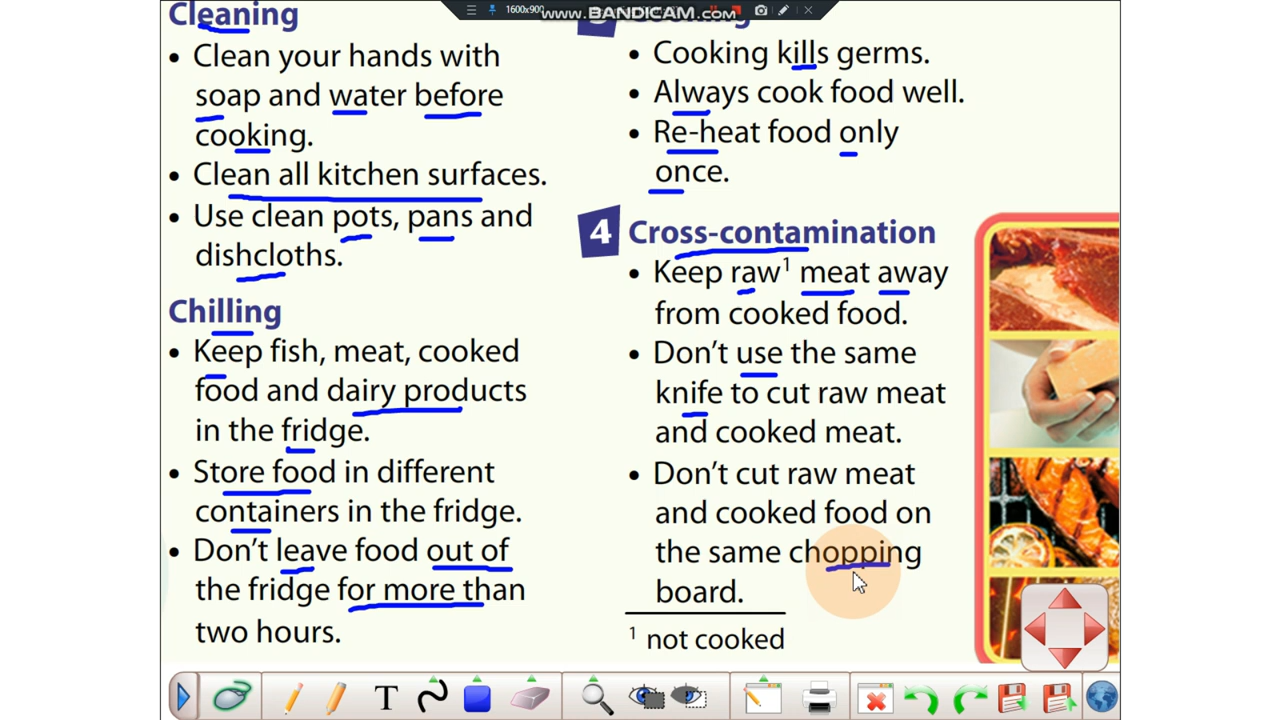 1600x900
www.BANDICAM.com
Cleaning
• Clean your hands with
soap and water before
cooking.
• Clean all kitchen surfaces.
• Use clean pots, pans and
dishcloths.
Chilling
• Keep fish, meat, cooked
food and dairy products
in the fridge.
• Store food in different
containers in the fridge.
• Don't leave food out of
the fridge for more than
two hours.
• Cooking kills germs.
• Always cook food well.
• Re-heat food only
once.
4 Cross-contamination
• Keep raw¹ meat away
from cooked food.
• Don't use the same
knife to cut raw meat
and cooked meat.
• Don't cut raw meat
and cooked food on
the same chopping
board.
¹ not cooked
T